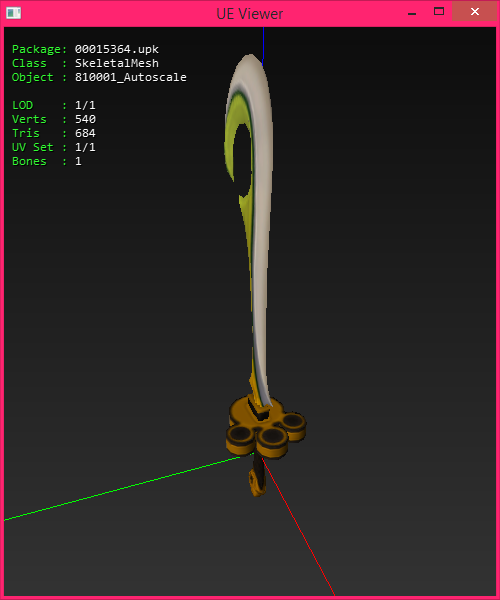 UE Viewer
Package: 00015364.upk
Class  : SkeletalMesh
Object : 810001_Autoscale
LOD    : 1/1
Verts  : 540
Tris   : 684
UV Set : 1/1
Bones  : 1